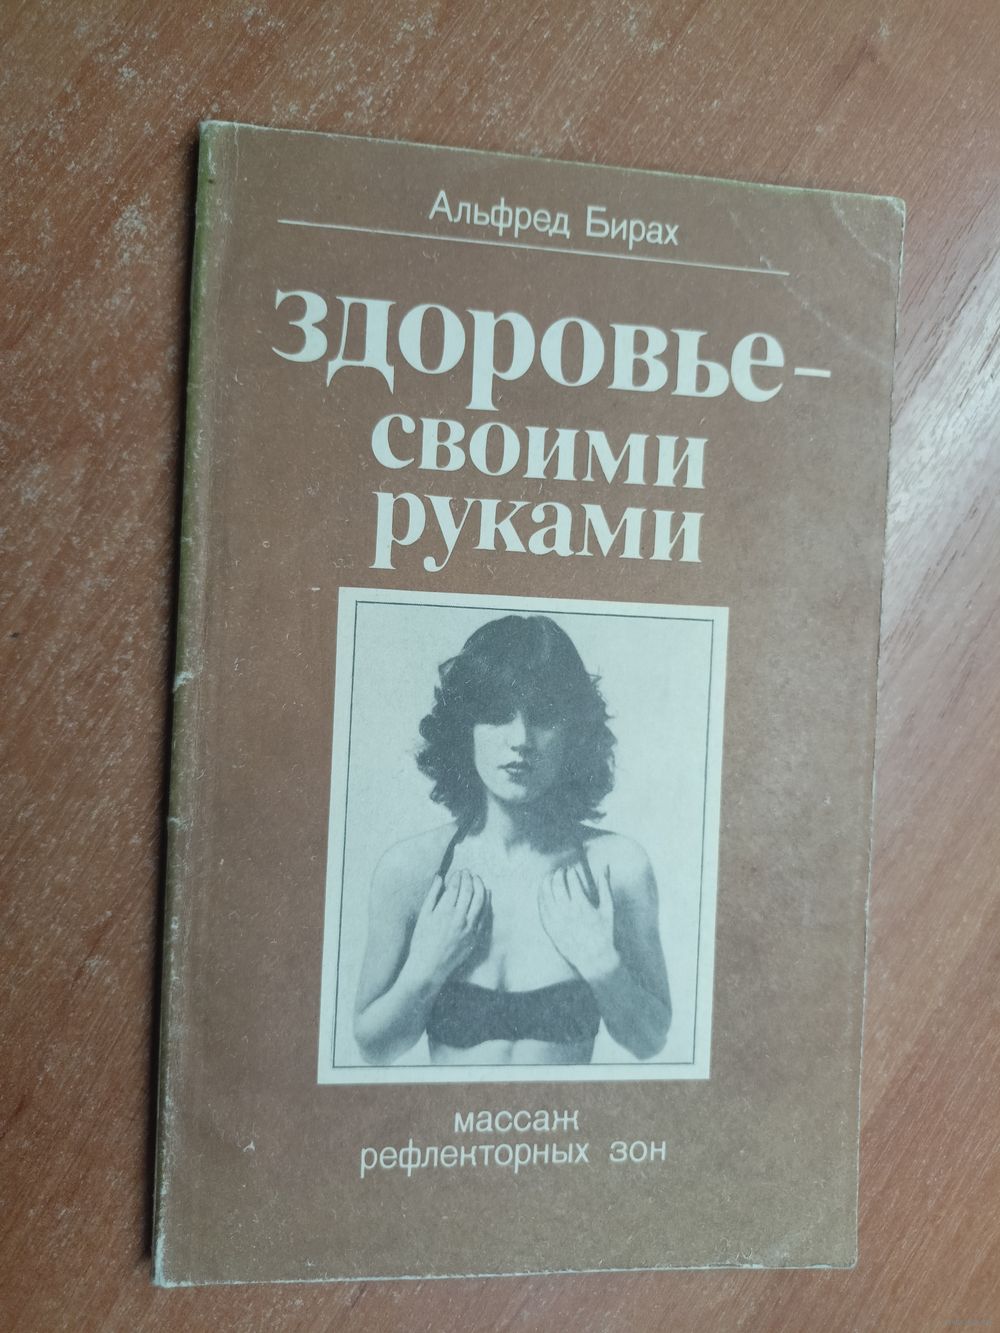 Альфред Бирах
здоровье –
своими
руками
массаж
рефлекторных зон